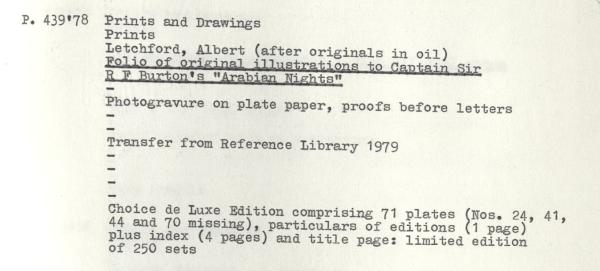 P. 439'78 Prints and Drawings
Prints
Letchford, Albert (after originals in oil)
Folio of original illustrations to Captain Sir
R F Burton's "Arabian Nights"
-
Photogravure on plate paper, proofs before letters
-
-
Transfer from Reference Library 1979
-
-
-
-
Choice de Luxe Edition comprising 71 plates (Nos. 24, 41,
44 and 70 missing), particulars of editions (1 page)
plus index (4 pages) and title page: limited edition
of 250 sets